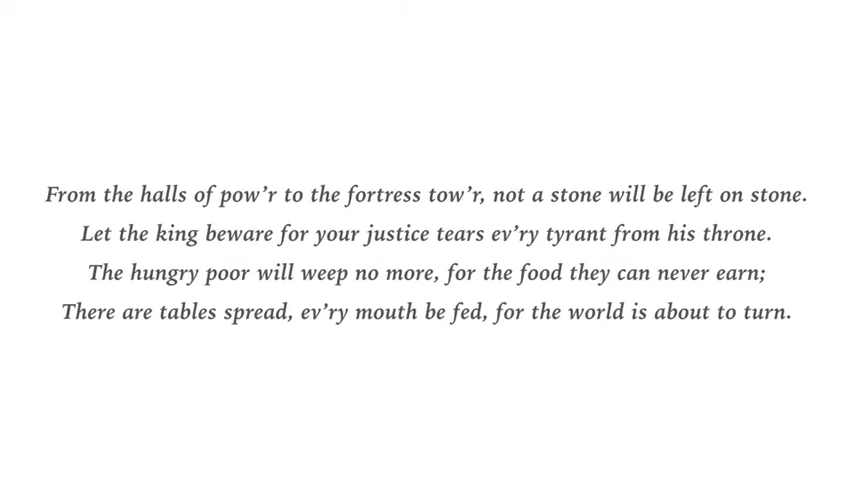 From the halls of pow’r to the fortress tow’r, not a stone will be left on stone.
Let the king beware for your justice tears ev’ry tyrant from his throne.
The hungry poor will weep no more, for the food they can never earn;
There are tables spread, ev’ry mouth be fed, for the world is about to turn.